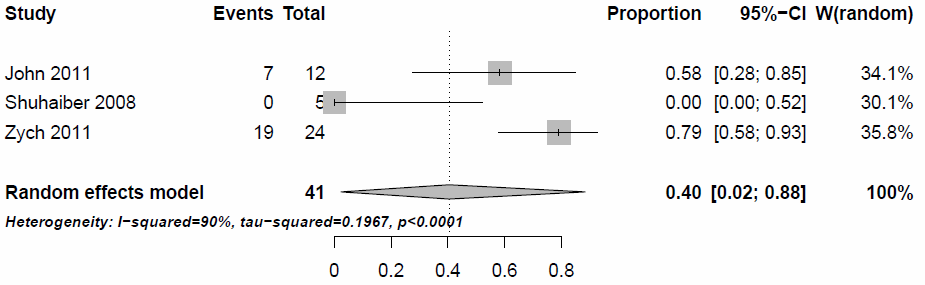 Study Events Total Proportion 95%−CI W(random)
John 2011 7 12 0.58 [0.28; 0.85] 34.1%
Shuhaiber 2008 0 5 0.00 [0.00; 0.52] 30.1%
Zych 2011 19 24 0.79 [0.58; 0.93] 35.8%
Random effects model 41 0.40 [0.02; 0.88] 100%
Heterogeneity: I−squared=90%, tau−squared=0.1967, p<0.0001
0 0.2 0.4 0.6 0.8